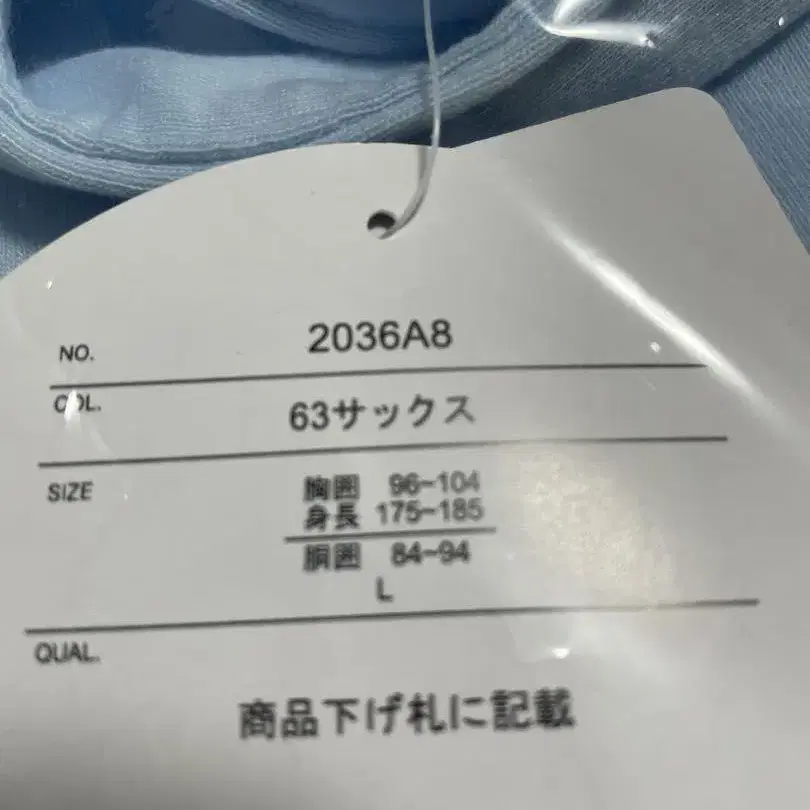 NO. 2036A8
COL. 63サックス
SIZE 胸囲 96-104
身長 175-185
胴囲 84-94
L
QUAL.
商品下げ札に記載